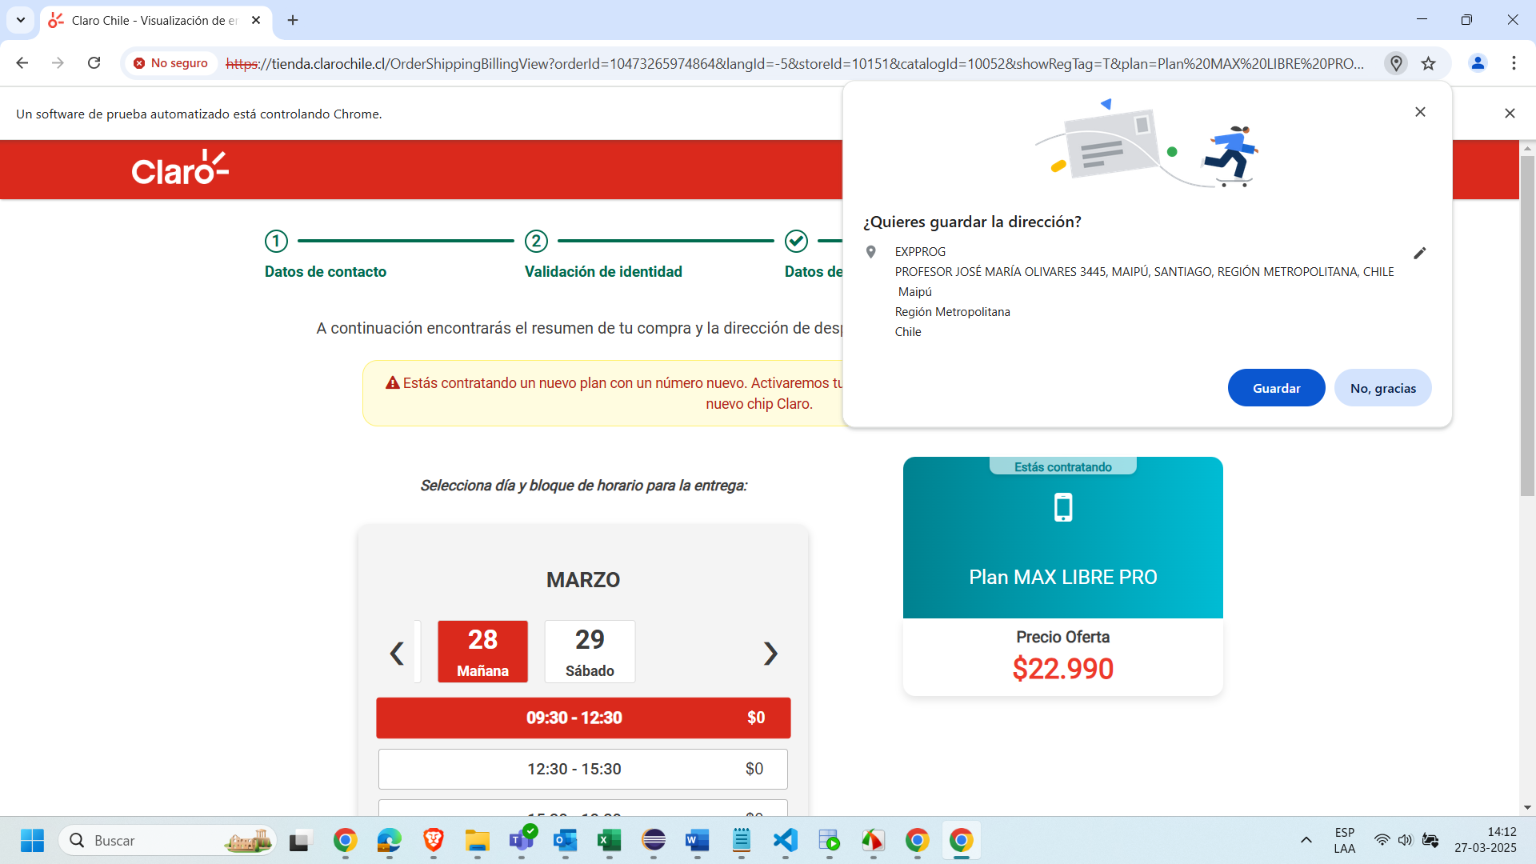 Claro Chile - Visualización de e
No seguro
https://tienda.clarochile.cl/OrderShippingBillingView?orderId=10473265974864&langId=-5&storeId=10151&catalogId=10052&showRegTag=T&plan=Plan%20MAX%20LIBRE%20PRO...
Un software de prueba automatizado está controlando Chrome.
Claro
¿Quieres guardar la dirección?
EXPPROG
PROFESOR JOSÉ MARÍA OLIVARES 3445, MAIPÚ, SANTIAGO, REGIÓN METROPOLITANA, CHILE
Maipú
Región Metropolitana
Chile
Guardar
No, gracias
1
2
Datos de contacto
Validación de identidad
Datos de
A continuación encontrarás el resumen de tu compra y la dirección de desp
Estás contratando un nuevo plan con un número nuevo. Activaremos tu
nuevo chip Claro.
Selecciona día y bloque de horario para la entrega:
MARZO
28
Mañana
29
Sábado
09:30 - 12:30 $0
12:30 - 15:30 $0
Estás contratando
Plan MAX LIBRE PRO
Precio Oferta
$22.990
Buscar
ESP
LAA
14:12
27-03-2025